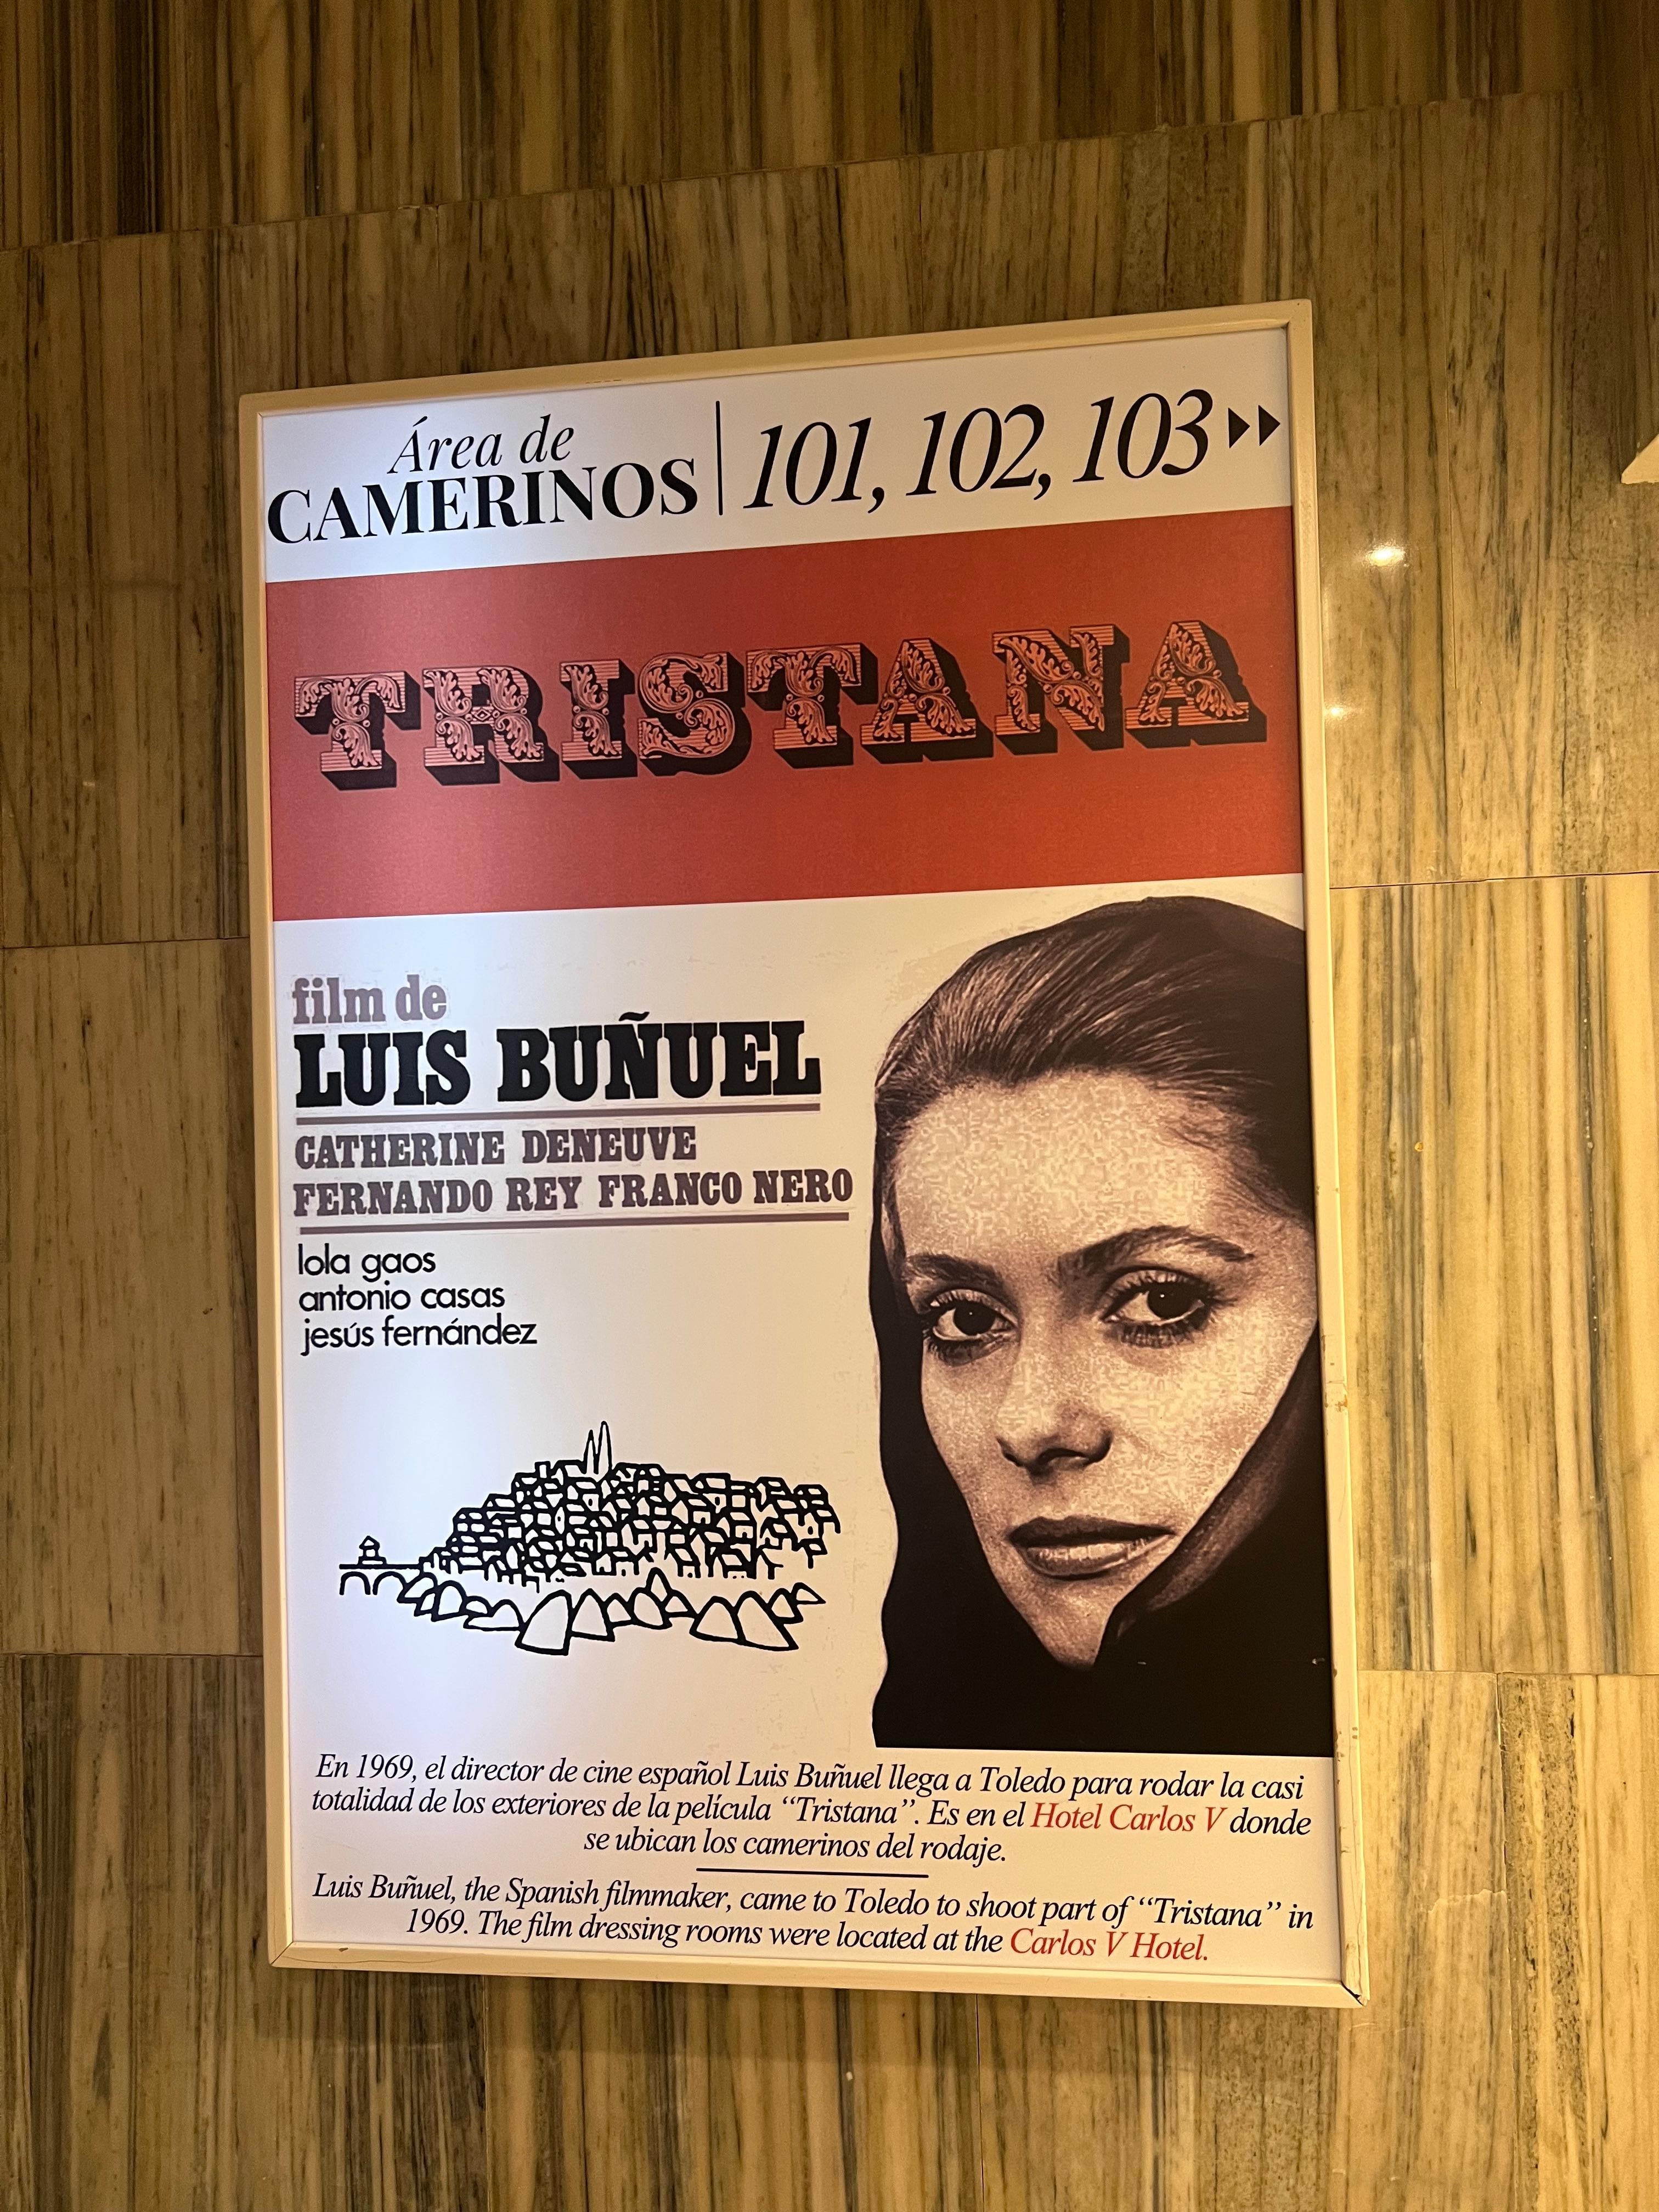 Área de
CAMERINOS
101, 102, 103
TRISTANA
film de
LUIS BUÑUEL
CATHERINE DENEUVE
FERNANDO REY FRANCO NERO
lola gaos
antonio casas
jesús fernández
En 1969, el director de cine español Luis Buñuel llega a Toledo para rodar la casi
totalidad de los exteriores de la película “Tristana”. Es en el Hotel Carlos V donde
se ubican los camerinos del rodaje.
Luis Buñuel, the Spanish filmmaker, came to Toledo to shoot part of “Tristana” in
1969. The film dressing rooms were located at the Carlos V Hotel.